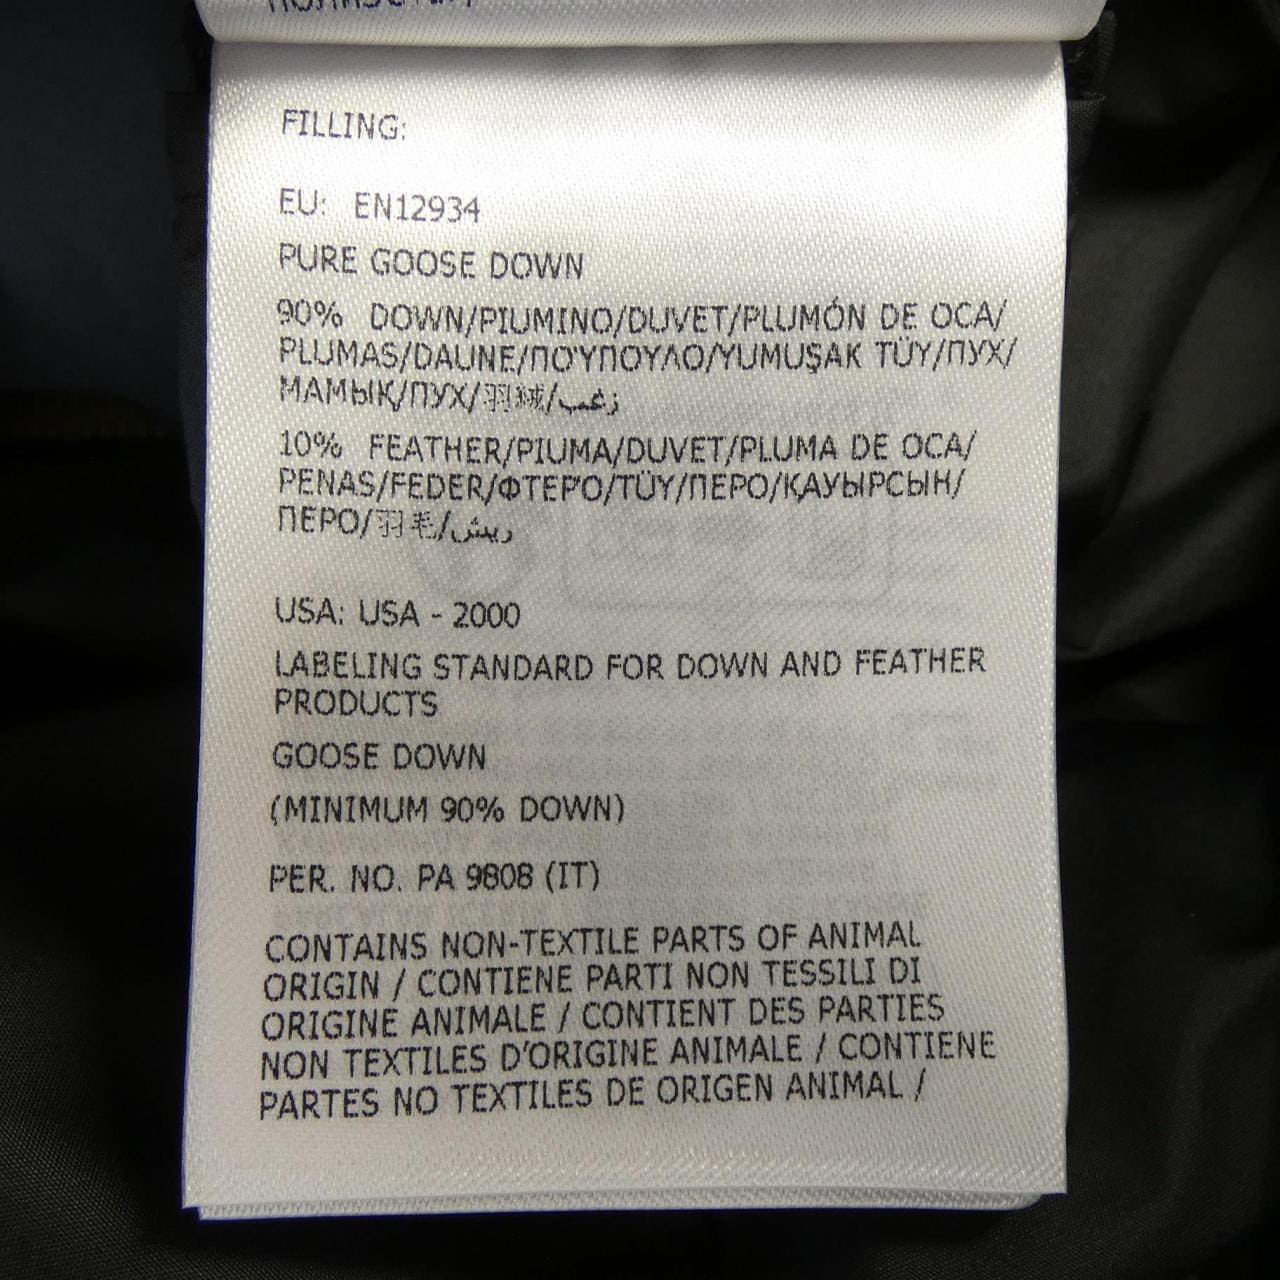 FILLING:
EU: EN12934
PURE GOOSE DOWN
90% DOWN/PIUMINO/DUVET/PLUMÓN DE OCA/
PLUMAS/DAUNE/ΠΟΎΠΟΥΛΟ/YUMUŞAK TÜY/ПУХ/
МАМЫҚ/ПУХ/羽絨/زغب
10% FEATHER/PIUMA/DUVET/PLUMA DE OCA/
PENAS/FEDER/ΦΤΕΡΌ/TÜY/ПЕРО/ҚАУЫРСЫН/
ПЕРО/羽毛/ريش
USA: USA - 2000
LABELING STANDARD FOR DOWN AND FEATHER
PRODUCTS
GOOSE DOWN
(MINIMUM 90% DOWN)
PER. NO. PA 9808 (IT)
CONTAINS NON-TEXTILE PARTS OF ANIMAL
ORIGIN / CONTIENE PARTI NON TESSILI DI
ORIGINE ANIMALE / CONTIENT DES PARTIES
NON TEXTILES D'ORIGINE ANIMALE / CONTIENE
PARTES NO TEXTILES DE ORIGEN ANIMAL /